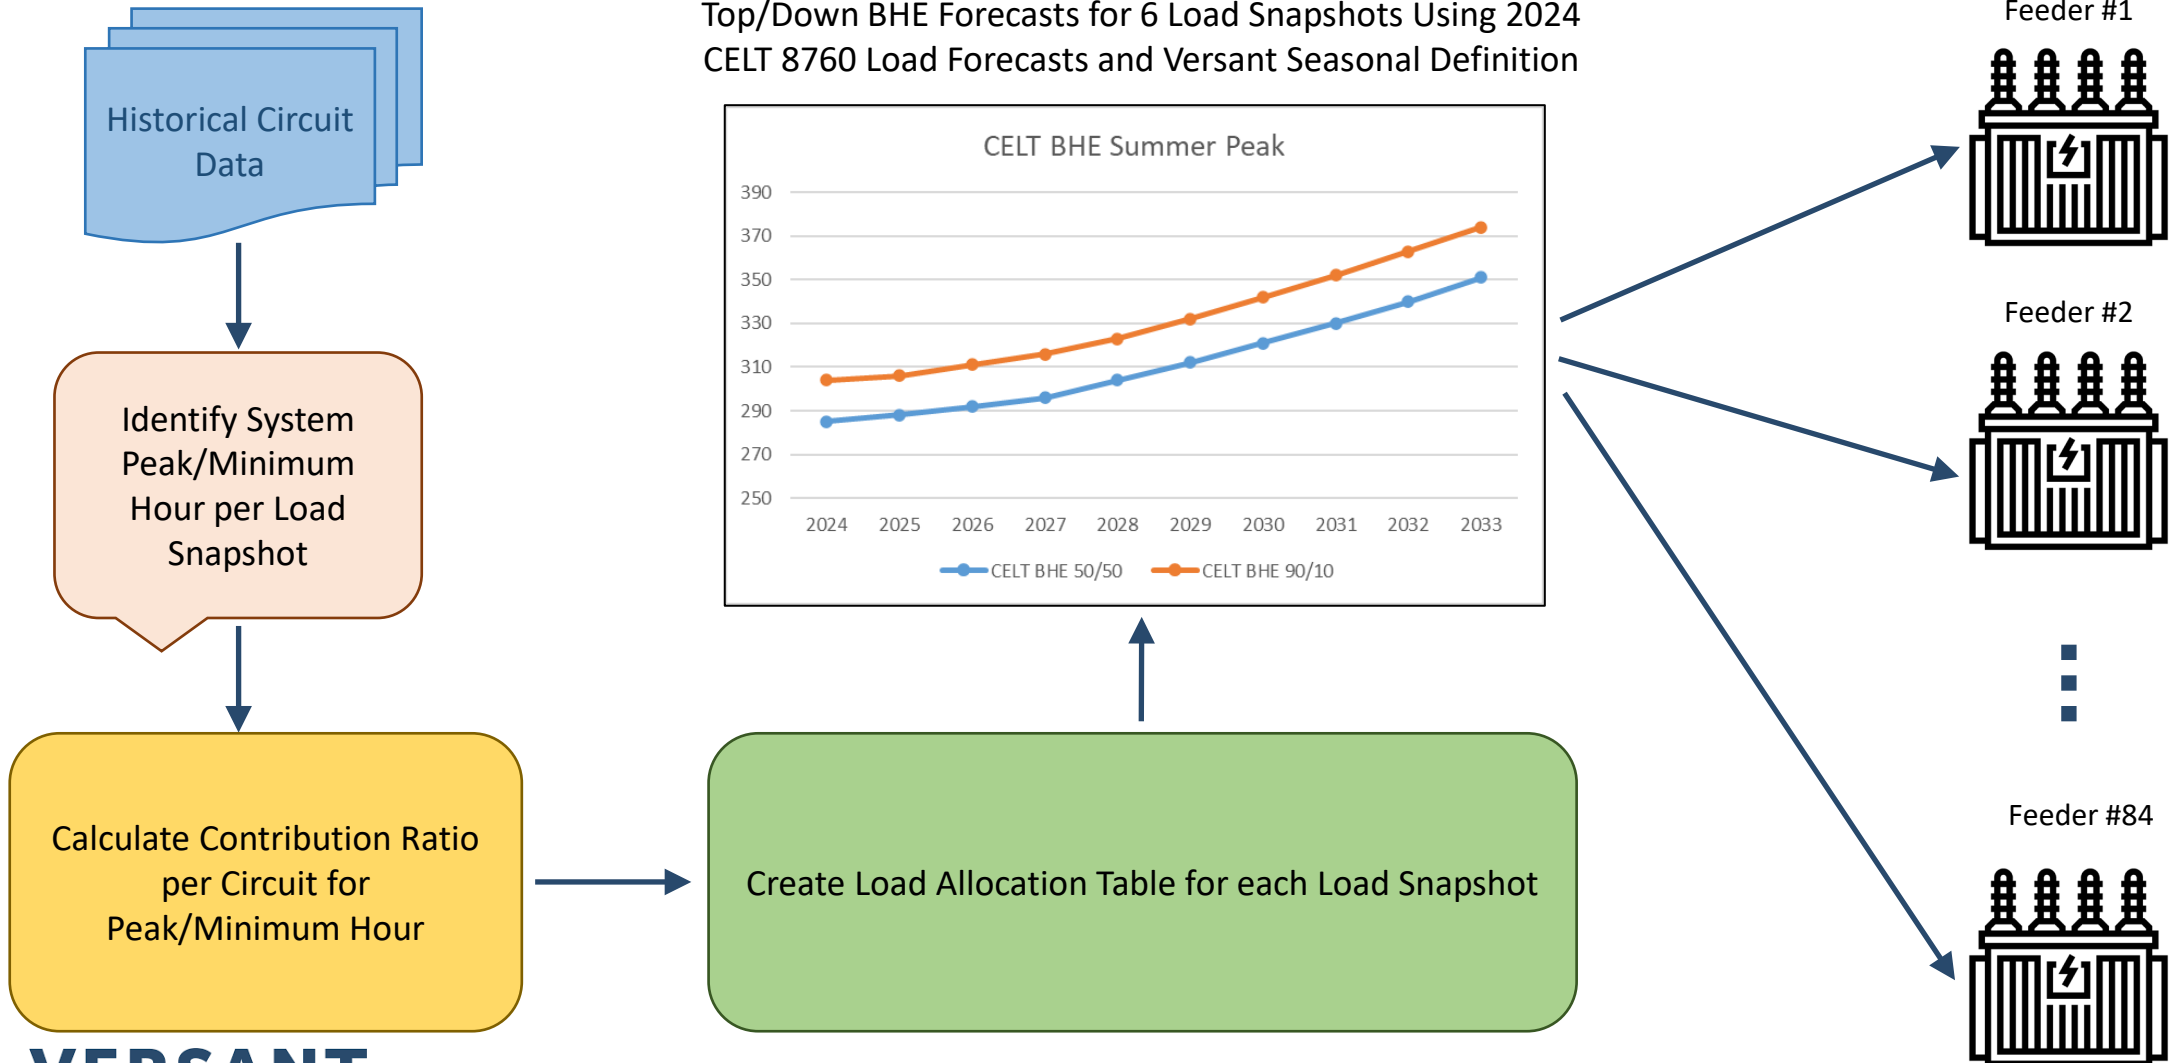 Historical Circuit
Data
Identify System
Peak/Minimum
Hour per Load
Snapshot
Calculate Contribution Ratio
per Circuit for
Peak/Minimum Hour
Create Load Allocation Table for each Load Snapshot
Top/Down BHE Forecasts for 6 Load Snapshots Using 2024
CELT 8760 Load Forecasts and Versant Seasonal Definition
CELT BHE Summer Peak
390
370
350
330
310
290
270
250
2024 2025 2026 2027 2028 2029 2030 2031 2032 2033
CELT BHE 50/50 CELT BHE 90/10
Feeder #1
Feeder #2
Feeder #84
VERSANT